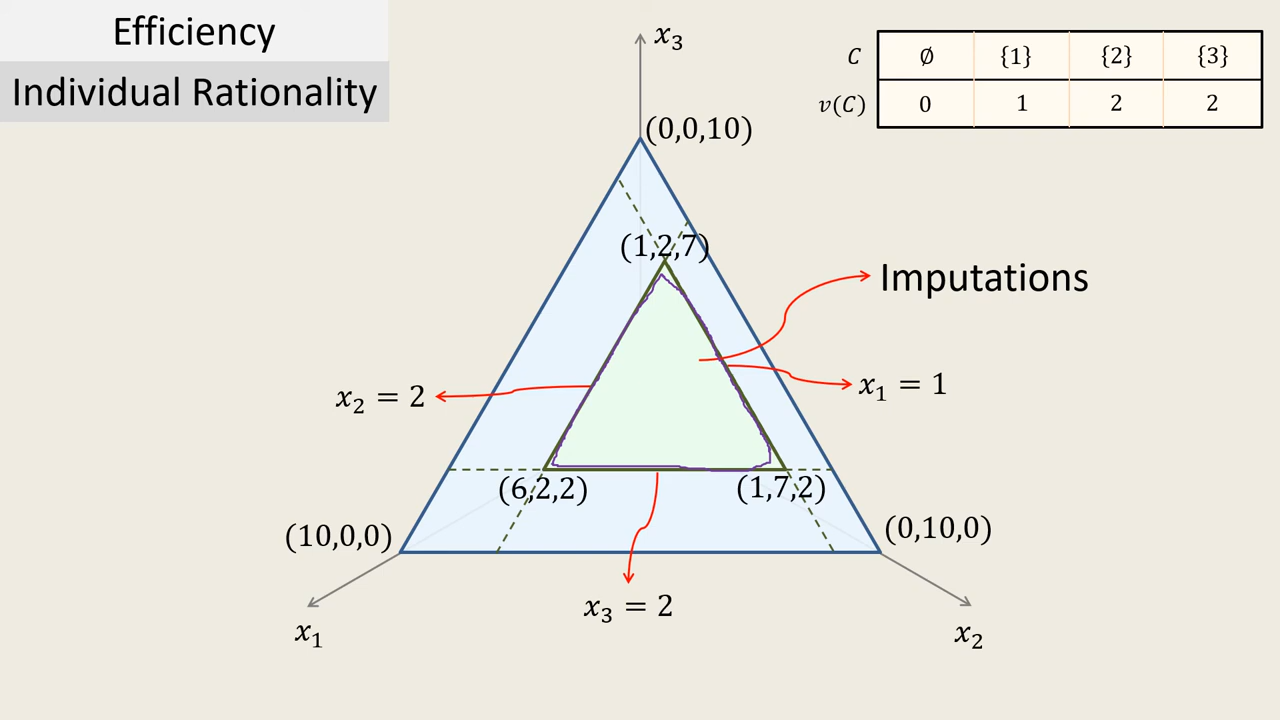 Efficiency
Individual Rationality
x₃
C ∅ {1} {2} {3}
v(C) 0 1 2 2
(0,0,10)
(1,2,7)
Imputations
x₁ = 1
x₂ = 2
(6,2,2) (1,7,2)
(10,0,0) (0,10,0)
x₃ = 2
x₁ x₂